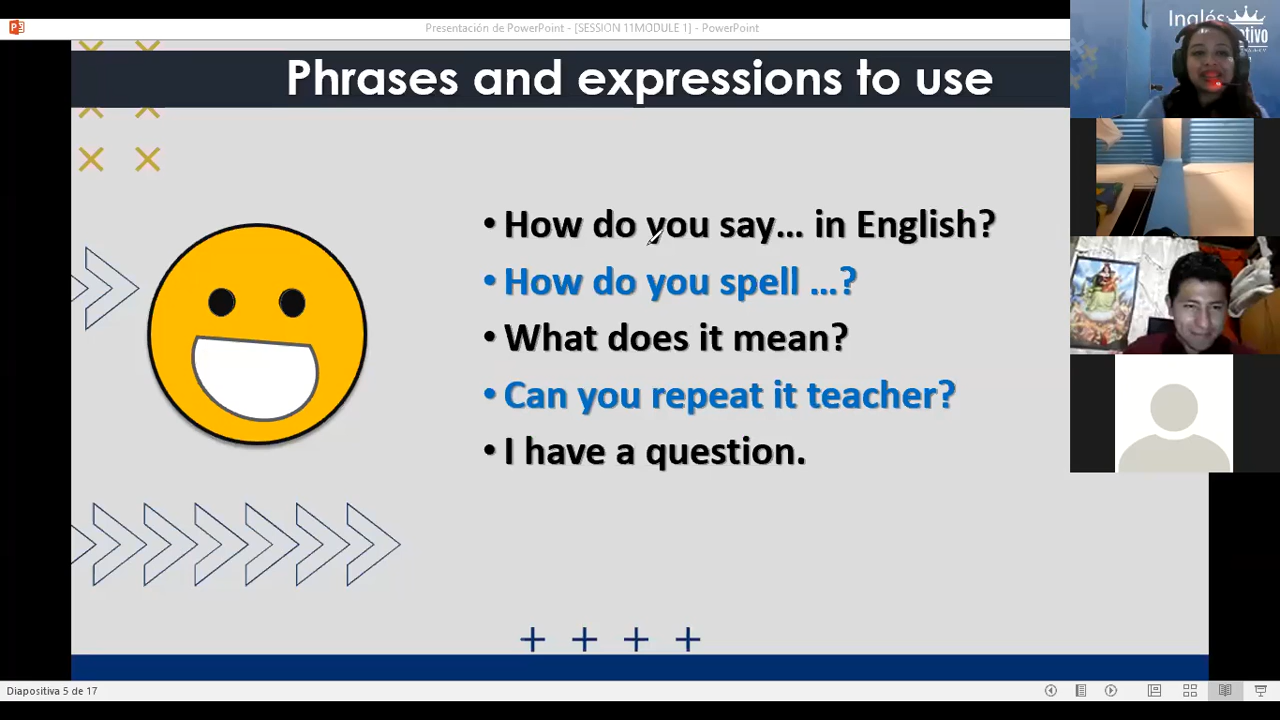 Presentación de PowerPoint - [SESSION 11MODULE 1] - PowerPoint
Inglés
Phrases and expressions to use
• How do you say... in English?
• How do you spell ...?
• What does it mean?
• Can you repeat it teacher?
• I have a question.
Diapositiva 5 de 17